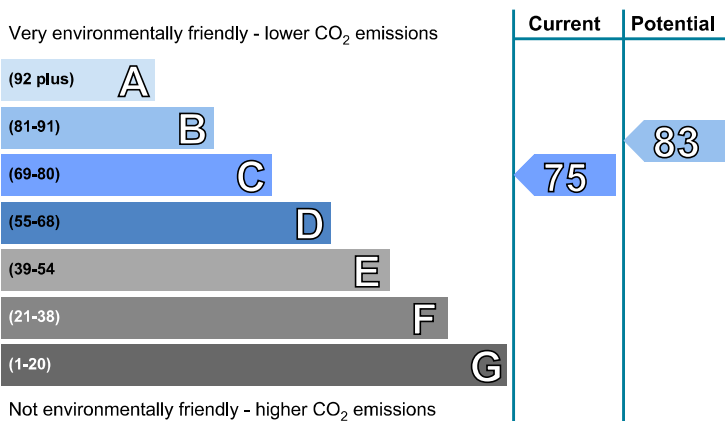 Very environmentally friendly - lower CO₂ emissions
Current
Potential
(92 plus) A
(81-91) B
83
(69-80) C
75
(55-68) D
(39-54 E
(21-38) F
(1-20) G
Not environmentally friendly - higher CO₂ emissions